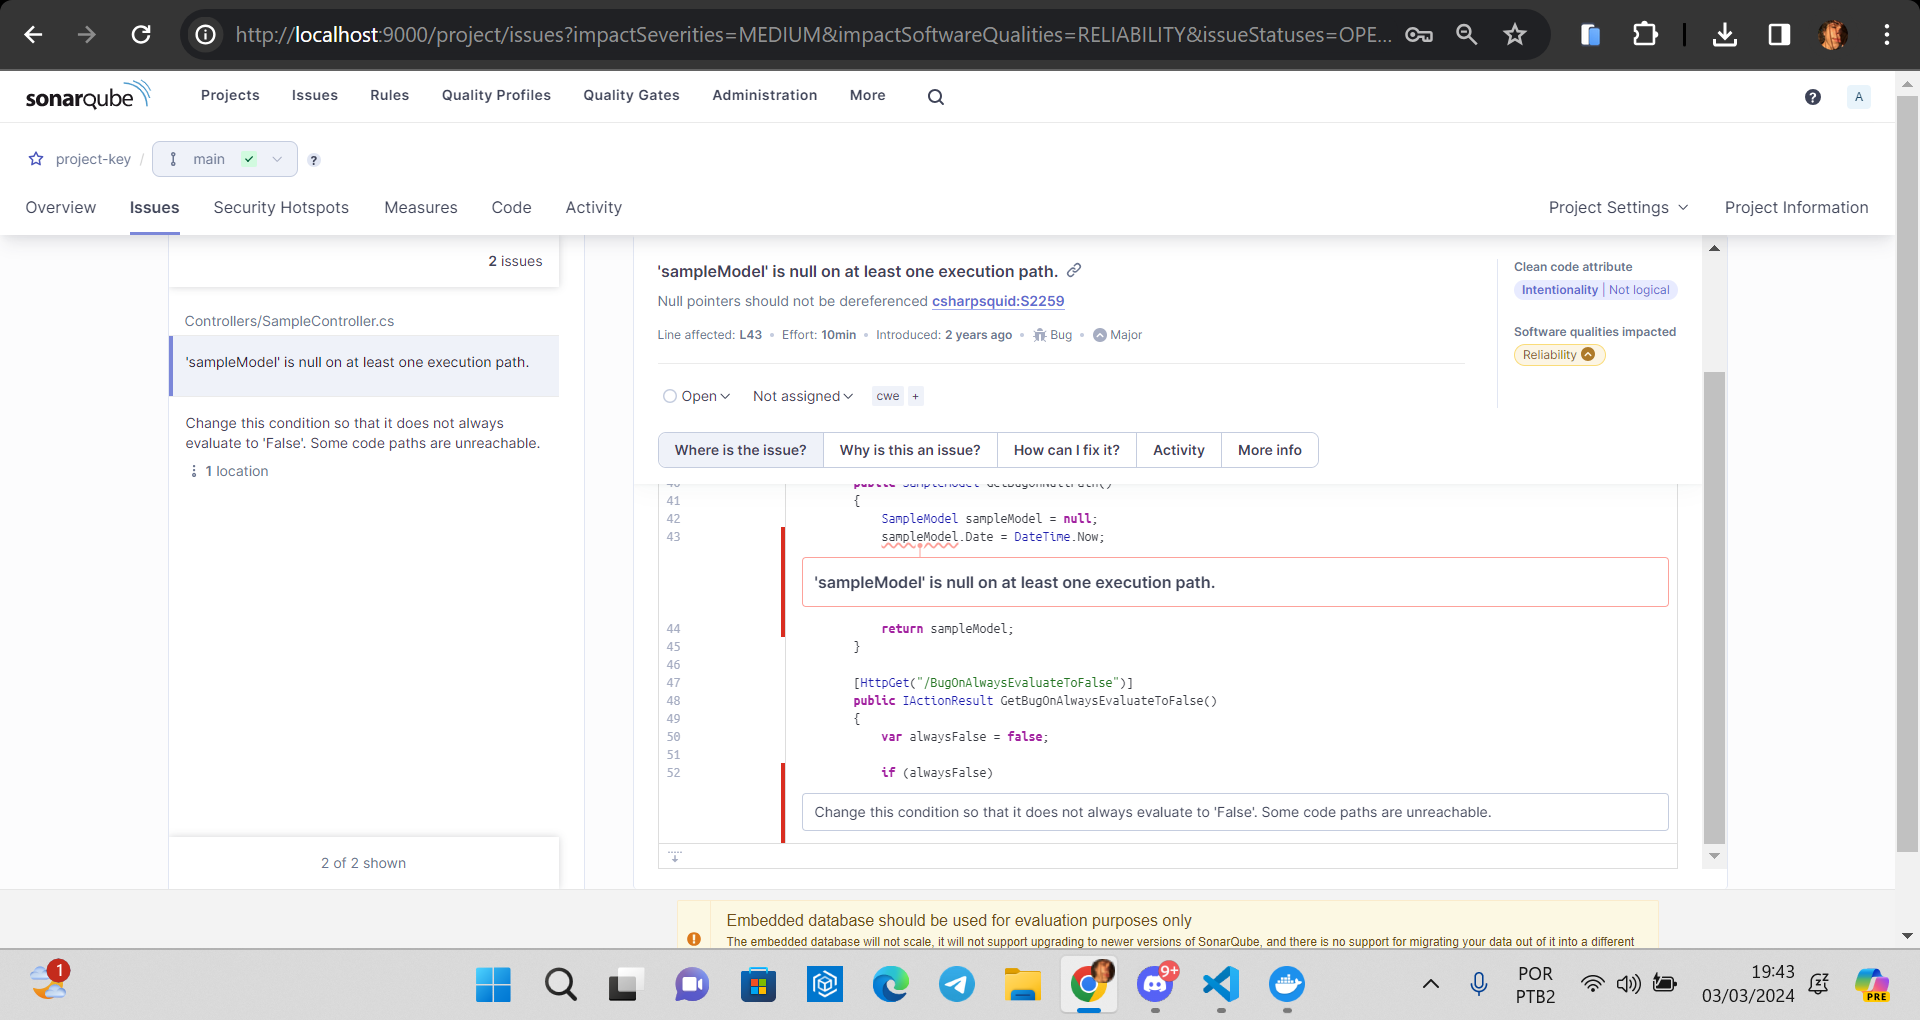 http://localhost:9000/project/issues?impactSeverities=MEDIUM&impactSoftwareQualities=RELIABILITY&issueStatuses=OPE...
sonarqube
Projects
Issues
Rules
Quality Profiles
Quality Gates
Administration
More
?
A
project-key / main
?
Overview
Issues
Security Hotspots
Measures
Code
Activity
Project Settings
Project Information
2 issues
Controllers/SampleController.cs
'sampleModel' is null on at least one execution path.
Change this condition so that it does not always
evaluate to 'False'. Some code paths are unreachable.
1 location
2 of 2 shown
'sampleModel' is null on at least one execution path.
Null pointers should not be dereferenced csharpsquid:S2259
Line affected: L43 • Effort: 10min • Introduced: 2 years ago • Bug • Major
Open
Not assigned
cwe +
Clean code attribute
Intentionality | Not logical
Software qualities impacted
Reliability
Where is the issue?
Why is this an issue?
How can I fix it?
Activity
More info
40 public SampleModel GetBugOnNullPath()
41 {
42 SampleModel sampleModel = null;
43 sampleModel.Date = DateTime.Now;
'sampleModel' is null on at least one execution path.
44 return sampleModel;
45 }
46
47 [HttpGet("/BugOnAlwaysEvaluateToFalse")]
48 public IActionResult GetBugOnAlwaysEvaluateToFalse()
49 {
50 var alwaysFalse = false;
51
52 if (alwaysFalse)
Change this condition so that it does not always evaluate to 'False'. Some code paths are unreachable.
Embedded database should be used for evaluation purposes only
The embedded database will not scale, it will not support upgrading to newer versions of SonarQube, and there is no support for migrating your data out of it into a different
1
9+
POR
PTB2
19:43
03/03/2024
PRE